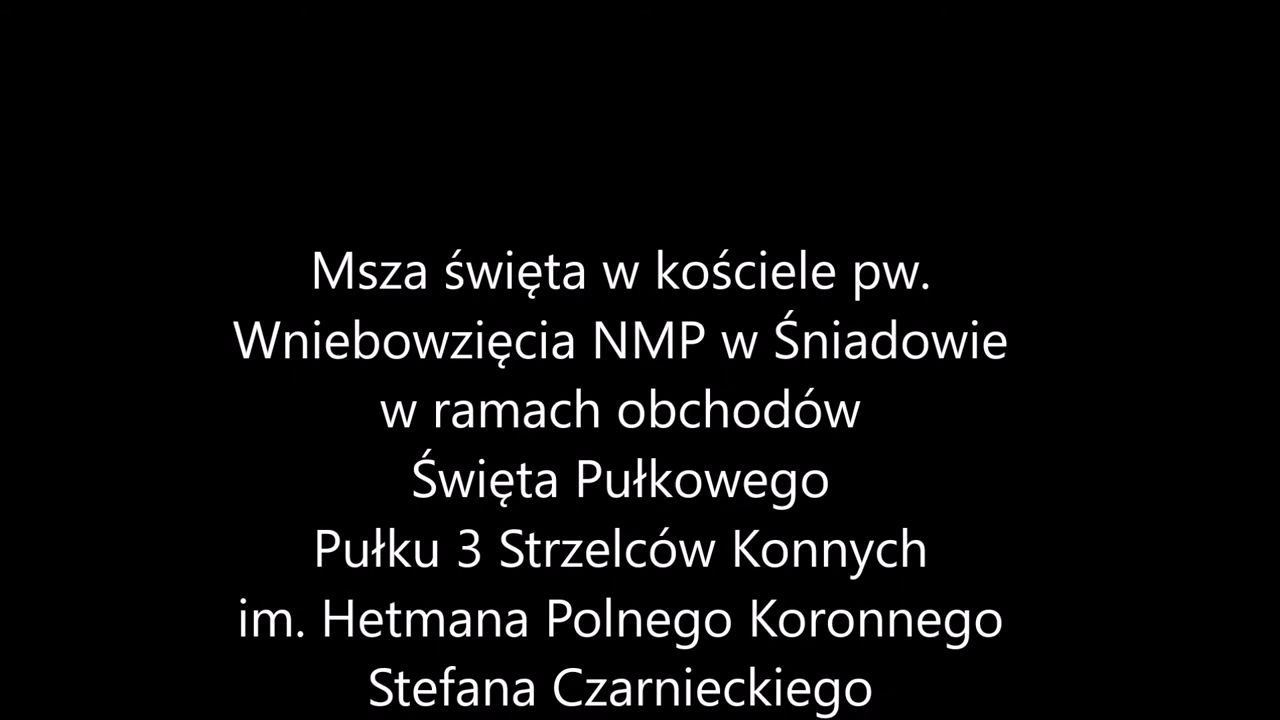 Msza święta w kościele pw.
Wniebowzięcia NMP w Śniadowie
w ramach obchodów
Święta Pułkowego
Pułku 3 Strzelców Konnych
im. Hetmana Polnego Koronnego
Stefana Czarnieckiego